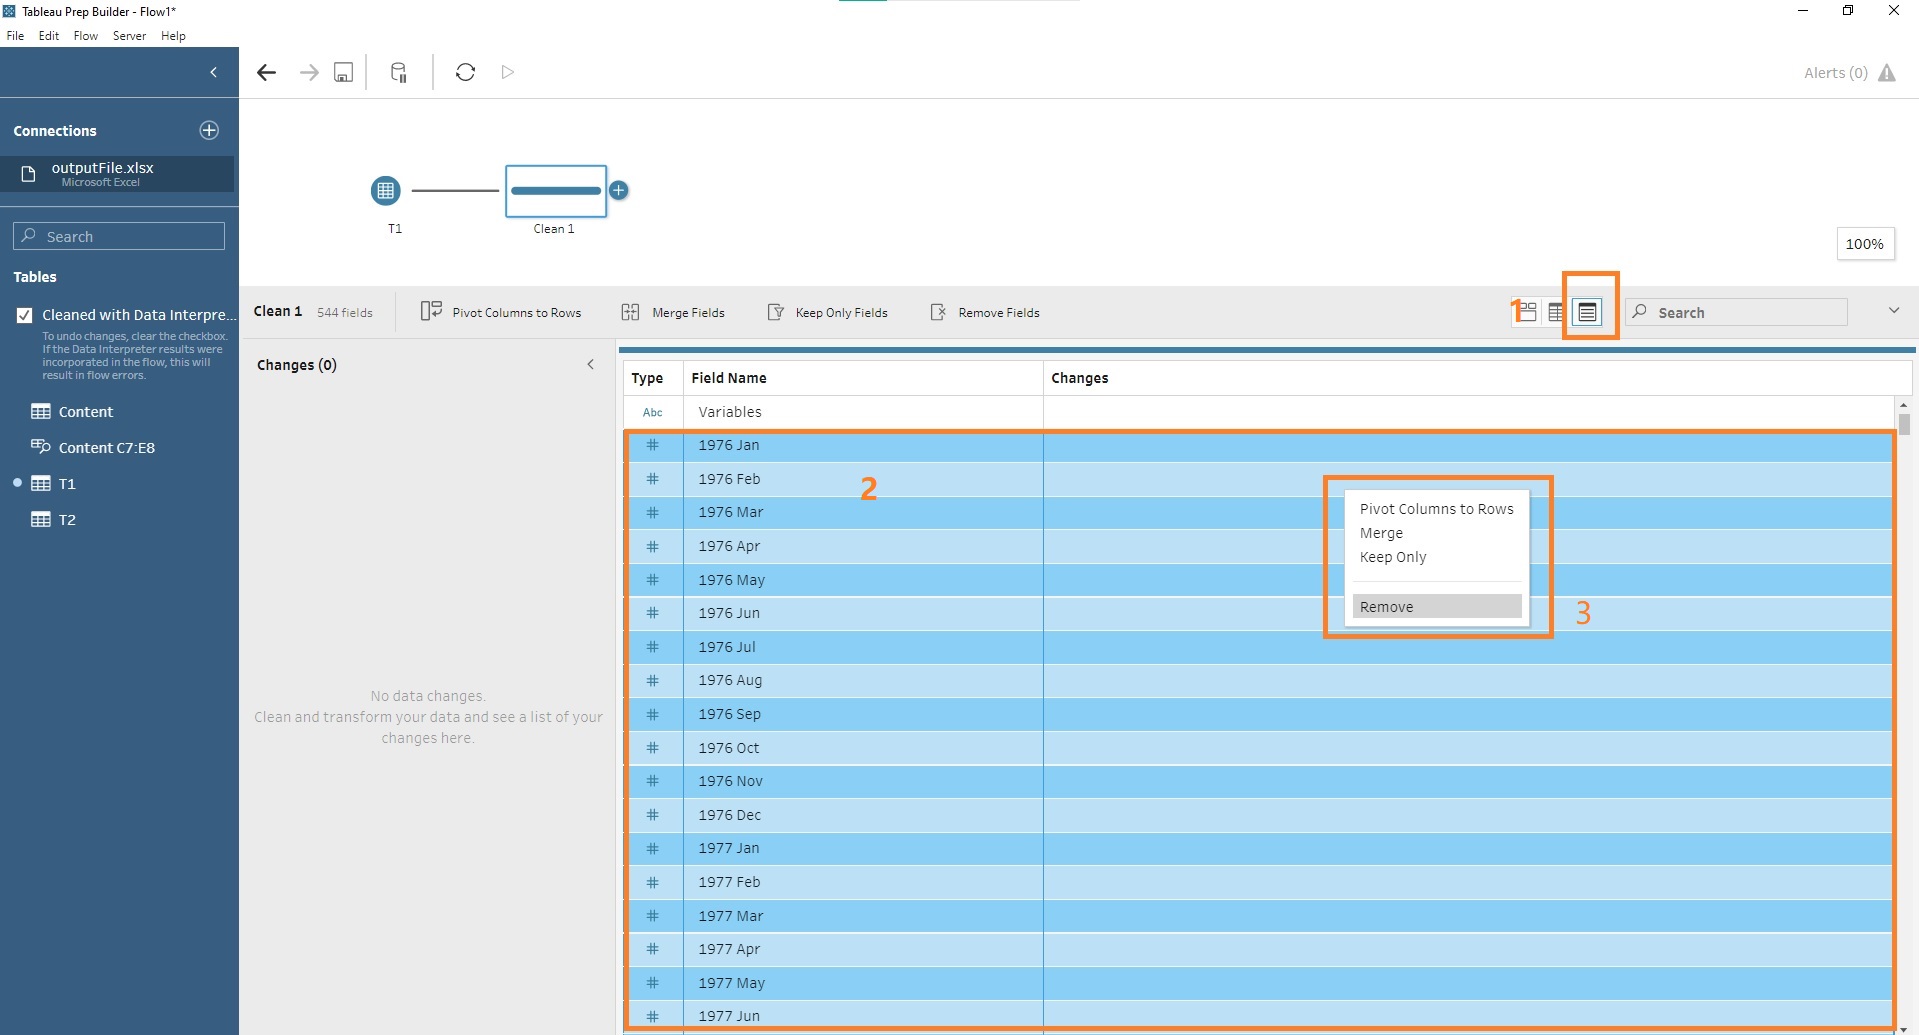 Tableau Prep Builder - Flow1*
File Edit Flow Server Help
Alerts (0)
Connections
outputFile.xlsx
Microsoft Excel
Search
Tables
Cleaned with Data Interpre...
To undo changes, clear the checkbox.
If the Data Interpreter results were
incorporated in the flow, this will
result in flow errors.
Content
Content C7:E8
T1
T2
T1
Clean 1
100%
Clean 1 544 fields Pivot Columns to Rows Merge Fields Keep Only Fields Remove Fields 1 Search
Changes (0)
No data changes.
Clean and transform your data and see a list of your
changes here.
Type Field Name Changes
Abc Variables
# 1976 Jan
# 1976 Feb
# 1976 Mar
# 1976 Apr
# 1976 May
# 1976 Jun
# 1976 Jul
# 1976 Aug
# 1976 Sep
# 1976 Oct
# 1976 Nov
# 1976 Dec
# 1977 Jan
# 1977 Feb
# 1977 Mar
# 1977 Apr
# 1977 May
# 1977 Jun
2
Pivot Columns to Rows
Merge
Keep Only
Remove
3